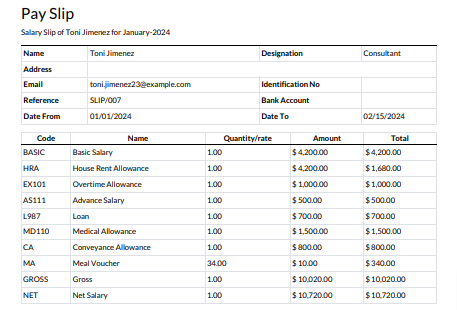 Pay Slip
Salary Slip of Toni Jimenez for January-2024
Name Toni Jimenez Designation Consultant
Address
Email toni.jimenez23@example.com Identification No
Reference SLIP/007 Bank Account
Date From 01/01/2024 Date To 02/15/2024
Code Name Quantity/rate Amount Total
BASIC Basic Salary 1.00 $ 4,200.00 $ 4,200.00
HRA House Rent Allowance 1.00 $ 4,200.00 $ 1,680.00
EX101 Overtime Allowance 1.00 $ 1,000.00 $ 1,000.00
AS111 Advance Salary 1.00 $ 500.00 $ 500.00
L987 Loan 1.00 $ 700.00 $ 700.00
MD110 Medical Allowance 1.00 $ 1,500.00 $ 1,500.00
CA Conveyance Allowance 1.00 $ 800.00 $ 800.00
MA Meal Voucher 34.00 $ 10.00 $ 340.00
GROSS Gross 1.00 $ 10,020.00 $ 10,020.00
NET Net Salary 1.00 $ 10,720.00 $ 10,720.00